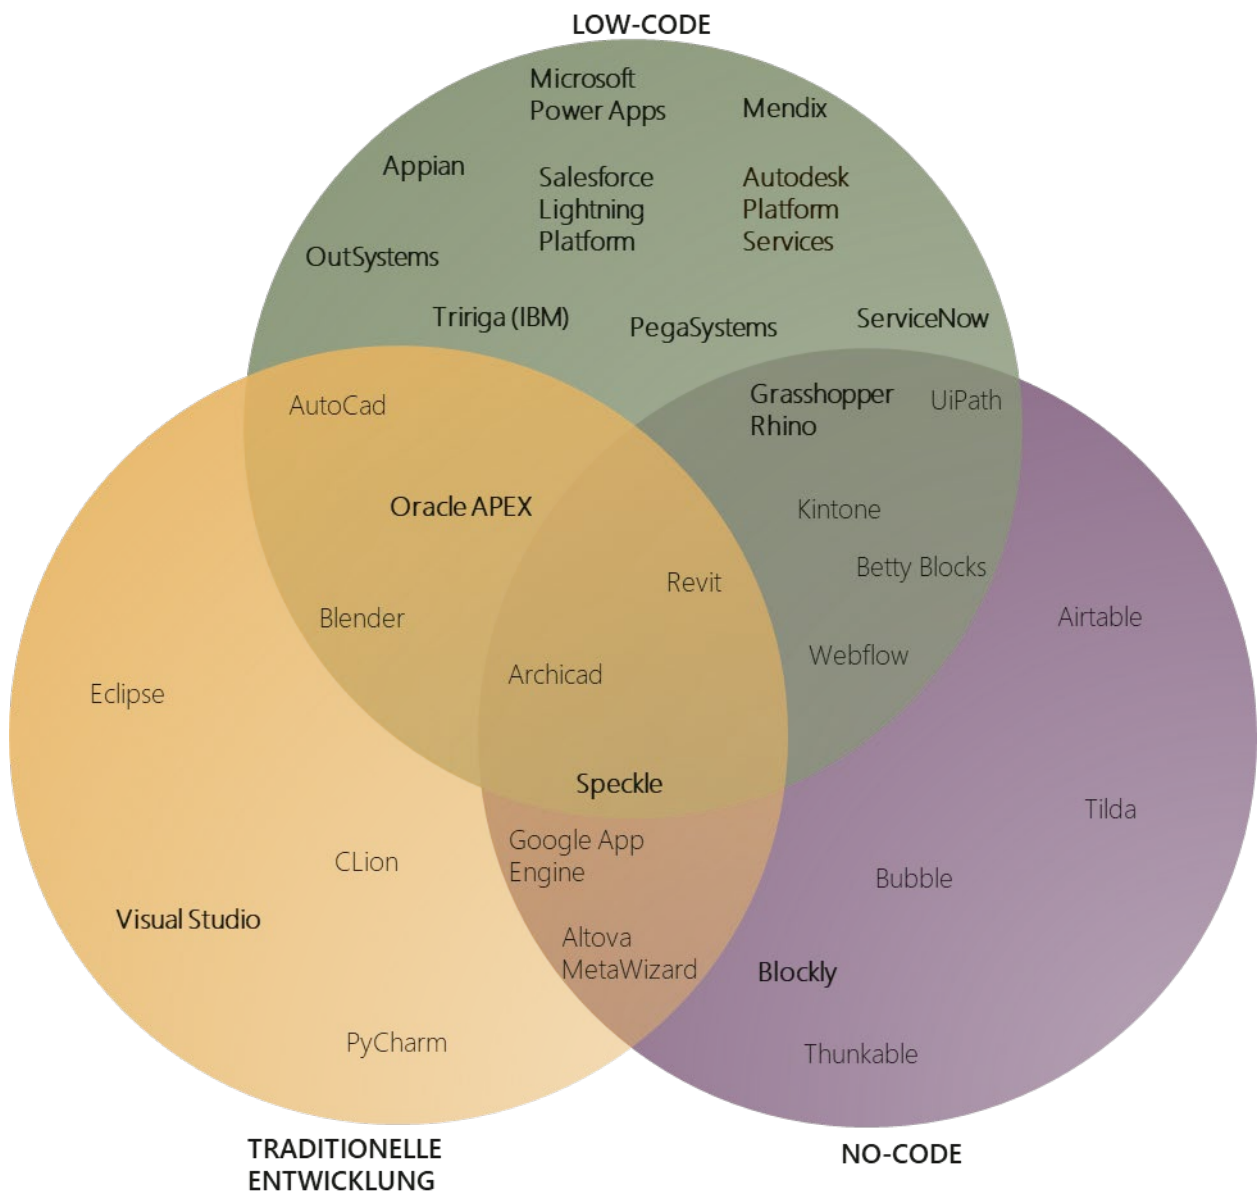 LOW-CODE
Microsoft
Power Apps
Mendix
Appian
Salesforce
Lightning
Platform
Autodesk
Platform
Services
OutSystems
Tririga (IBM)
PegaSystems
ServiceNow
AutoCad
Grasshopper
Rhino
UiPath
Oracle APEX
Kintone
Betty Blocks
Revit
Blender
Airtable
Webflow
Archicad
Eclipse
Speckle
Tilda
Google App
Engine
CLion
Bubble
Visual Studio
Altova
MetaWizard
Blockly
PyCharm
Thunkable
TRADITIONELLE
ENTWICKLUNG
NO-CODE